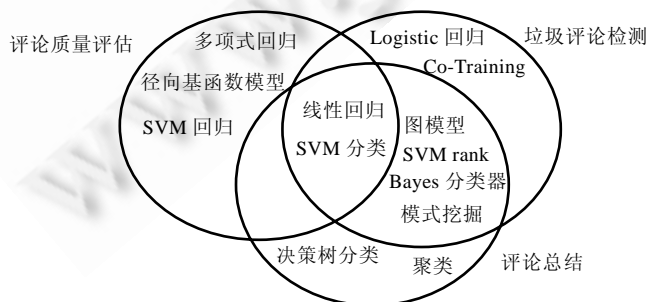 评论质量评估
多项式回归
Logistic 回归
垃圾评论检测
Co-Training
径向基函数模型
线性回归
SVM 回归
图模型
SVM 分类
SVM rank
Bayes 分类器
模式挖掘
决策树分类
聚类
评论总结